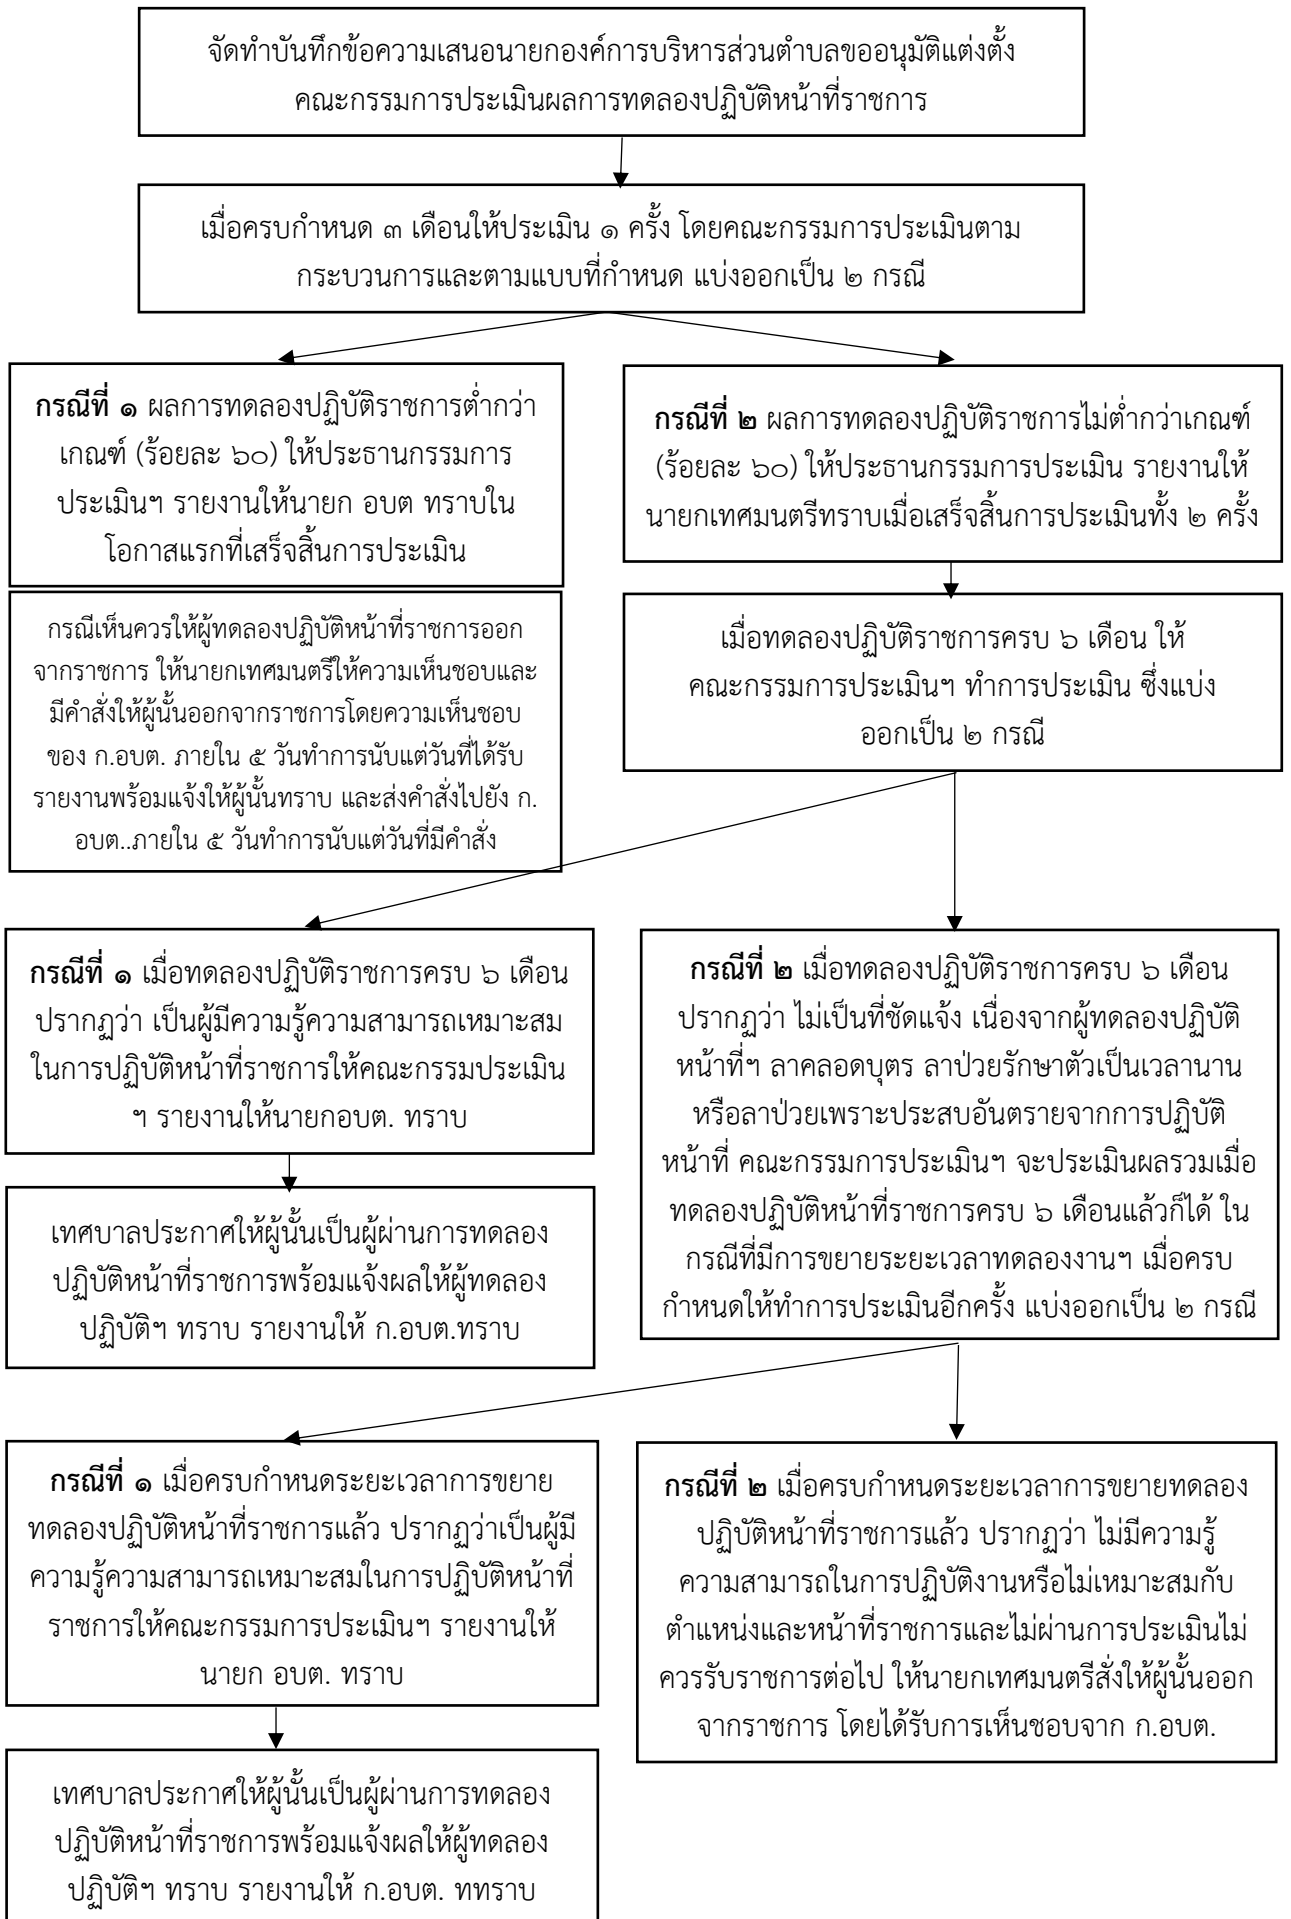 จัดทำบันทึกข้อความเสนอนายกองค์การบริหารส่วนตำบลขออนุมัติแต่งตั้ง
คณะกรรมการประเมินผลการทดลองปฏิบัติหน้าที่ราชการ
เมื่อครบกำหนด ๓ เดือนให้ประเมิน ๑ ครั้ง โดยคณะกรรมการประเมินตาม
กระบวนการและตามแบบที่กำหนด แบ่งออกเป็น ๒ กรณี
กรณีที่ ๑ ผลการทดลองปฏิบัติราชการต่ำกว่า
เกณฑ์ (ร้อยละ ๖๐) ให้ประธานกรรมการ
ประเมินฯ รายงานให้นายก อบต ทราบใน
โอกาสแรกที่เสร็จสิ้นการประเมิน
กรณีที่ ๒ ผลการทดลองปฏิบัติราชการไม่ต่ำกว่าเกณฑ์
(ร้อยละ ๖๐) ให้ประธานกรรมการประเมิน รายงานให้
นายกเทศมนตรีทราบเมื่อเสร็จสิ้นการประเมินทั้ง ๒ ครั้ง
กรณีเห็นควรให้ผู้ทดลองปฏิบัติหน้าที่ราชการออก
จากราชการ ให้นายกเทศมนตรีให้ความเห็นชอบและ
มีคำสั่งให้ผู้นั้นออกจากราชการโดยความเห็นชอบ
ของ ก.อบต. ภายใน ๕ วันทำการนับแต่วันที่ได้รับ
รายงานพร้อมแจ้งให้ผู้นั้นทราบ และส่งคำสั่งไปยัง ก.
อบต..ภายใน ๕ วันทำการนับแต่วันที่มีคำสั่ง
เมื่อทดลองปฏิบัติราชการครบ ๖ เดือน ให้
คณะกรรมการประเมินฯ ทำการประเมิน ซึ่งแบ่ง
ออกเป็น ๒ กรณี
กรณีที่ ๑ เมื่อทดลองปฏิบัติราชการครบ ๖ เดือน
ปรากฏว่า เป็นผู้มีความรู้ความสามารถเหมาะสม
ในการปฏิบัติหน้าที่ราชการให้คณะกรรมประเมิน
ฯ รายงานให้นายกอบต. ทราบ
กรณีที่ ๒ เมื่อทดลองปฏิบัติราชการครบ ๖ เดือน
ปรากฏว่า ไม่เป็นที่ชัดแจ้ง เนื่องจากผู้ทดลองปฏิบัติ
หน้าที่ฯ ลาคลอดบุตร ลาป่วยรักษาตัวเป็นเวลานาน
หรือลาป่วยเพราะประสบอันตรายจากการปฏิบัติ
หน้าที่ คณะกรรมการประเมินฯ จะประเมินผลรวมเมื่อ
ทดลองปฏิบัติหน้าที่ราชการครบ ๖ เดือนแล้วก็ได้ ใน
กรณีที่มีการขยายระยะเวลาทดลองงานฯ เมื่อครบ
กำหนดให้ทำการประเมินอีกครั้ง แบ่งออกเป็น ๒ กรณี
เทศบาลประกาศให้ผู้นั้นเป็นผู้ผ่านการทดลอง
ปฏิบัติหน้าที่ราชการพร้อมแจ้งผลให้ผู้ทดลอง
ปฏิบัติฯ ทราบ รายงานให้ ก.อบต.ทราบ
กรณีที่ ๑ เมื่อครบกำหนดระยะเวลาการขยาย
ทดลองปฏิบัติหน้าที่ราชการแล้ว ปรากฏว่าเป็นผู้มี
ความรู้ความสามารถเหมาะสมในการปฏิบัติหน้าที่
ราชการให้คณะกรรมการประเมินฯ รายงานให้
นายก อบต. ทราบ
กรณีที่ ๒ เมื่อครบกำหนดระยะเวลาการขยายทดลอง
ปฏิบัติหน้าที่ราชการแล้ว ปรากฏว่า ไม่มีความรู้
ความสามารถในการปฏิบัติงานหรือไม่เหมาะสมกับ
ตำแหน่งและหน้าที่ราชการและไม่ผ่านการประเมินไม่
ควรรับราชการต่อไป ให้นายกเทศมนตรีสั่งให้ผู้นั้นออก
จากราชการ โดยได้รับการเห็นชอบจาก ก.อบต.
เทศบาลประกาศให้ผู้นั้นเป็นผู้ผ่านการทดลอง
ปฏิบัติหน้าที่ราชการพร้อมแจ้งผลให้ผู้ทดลอง
ปฏิบัติฯ ทราบ รายงานให้ ก.อบต. ททราบ